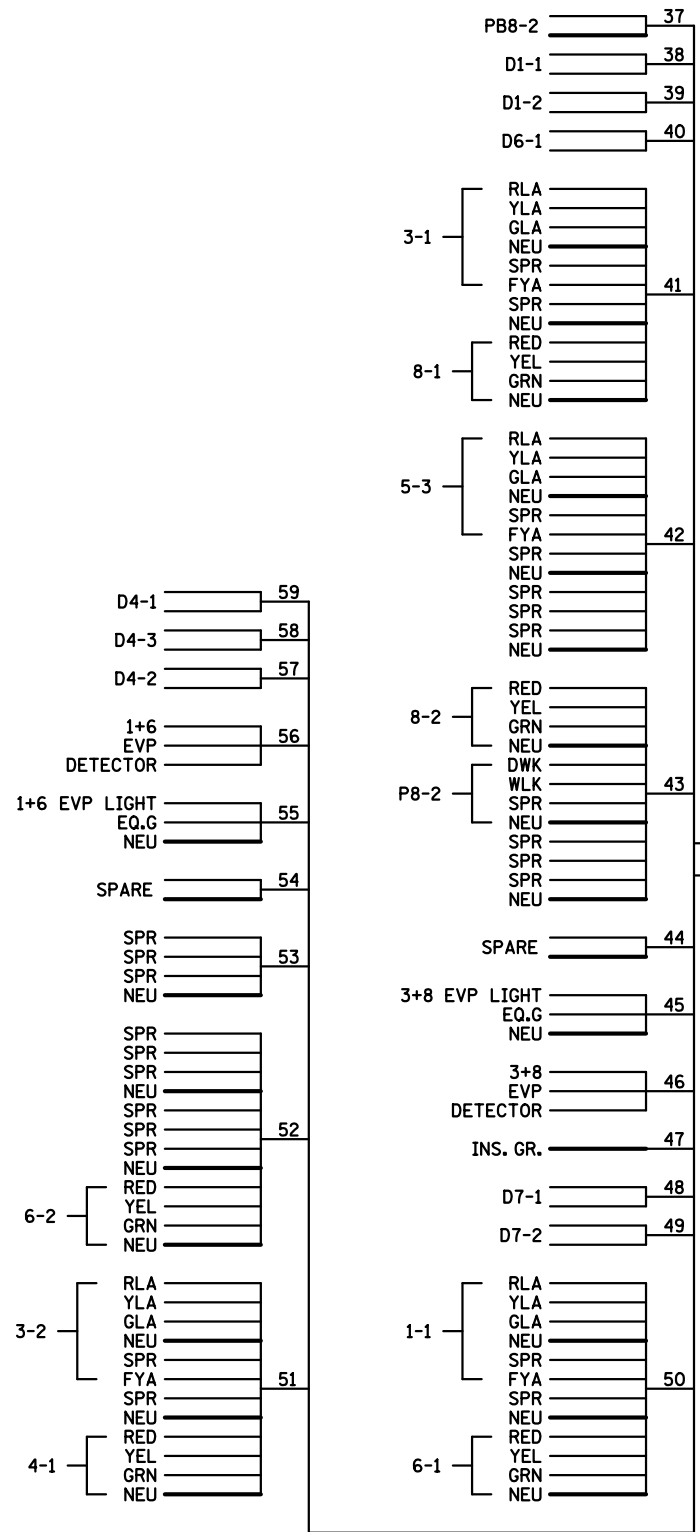 PB8-2 37
D1-1 38
D1-2 39
D6-1 40
RLA
YLA
GLA
3-1
NEU
SPR
FYA 41
SPR
NEU
RED
YEL
8-1
GRN
NEU
RLA
YLA
GLA
5-3
NEU
SPR
FYA 42
SPR
NEU
SPR
SPR
SPR
NEU
RED
YEL
8-2
GRN
NEU
DWK
WLK 43
P8-2
SPR
NEU
SPR
SPR
SPR
NEU
SPARE 44
3+8 EVP LIGHT
EQ.G 45
NEU
3+8
EVP 46
DETECTOR
INS. GR. 47
D7-1 48
D7-2 49
RLA
YLA
GLA
1-1
NEU
SPR
FYA 50
SPR
NEU
RED
YEL
6-1
GRN
NEU
D4-1 59
D4-3 58
D4-2 57
1+6
EVP 56
DETECTOR
1+6 EVP LIGHT
EQ.G 55
NEU
SPARE 54
SPR
SPR 53
SPR
NEU
SPR
SPR
SPR
NEU
SPR
SPR 52
SPR
NEU
RED
YEL
6-2
GRN
NEU
RLA
YLA
GLA
3-2
NEU
SPR
FYA 51
SPR
NEU
RED
YEL
4-1
GRN
NEU